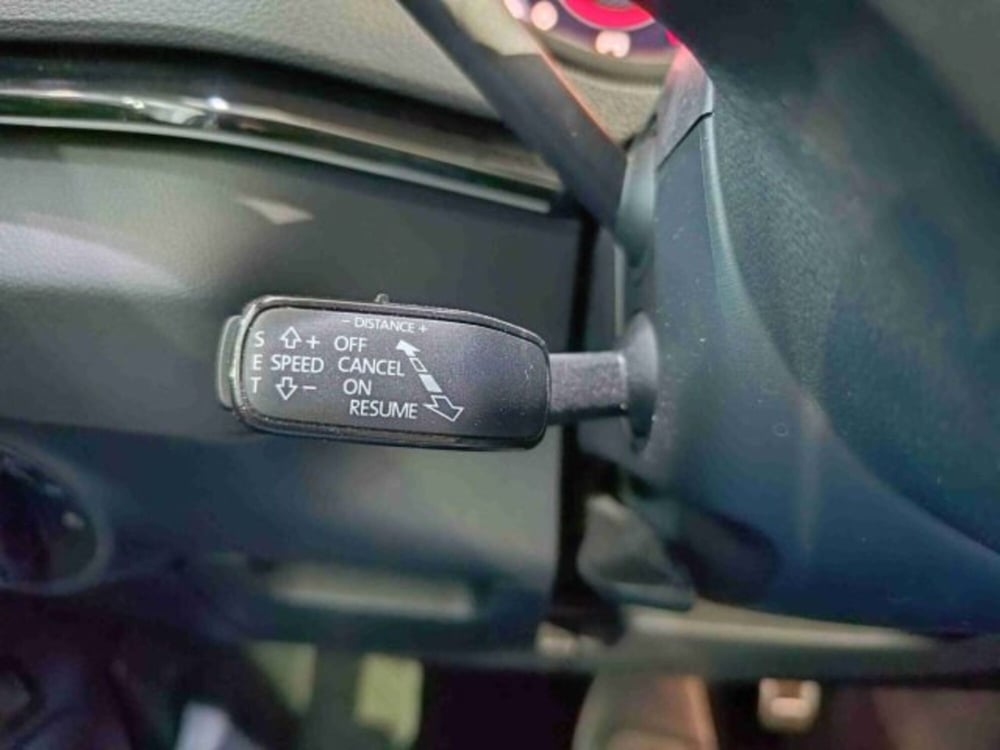 - DISTANCE +
S + OFF
E SPEED CANCEL
T - ON
RESUME